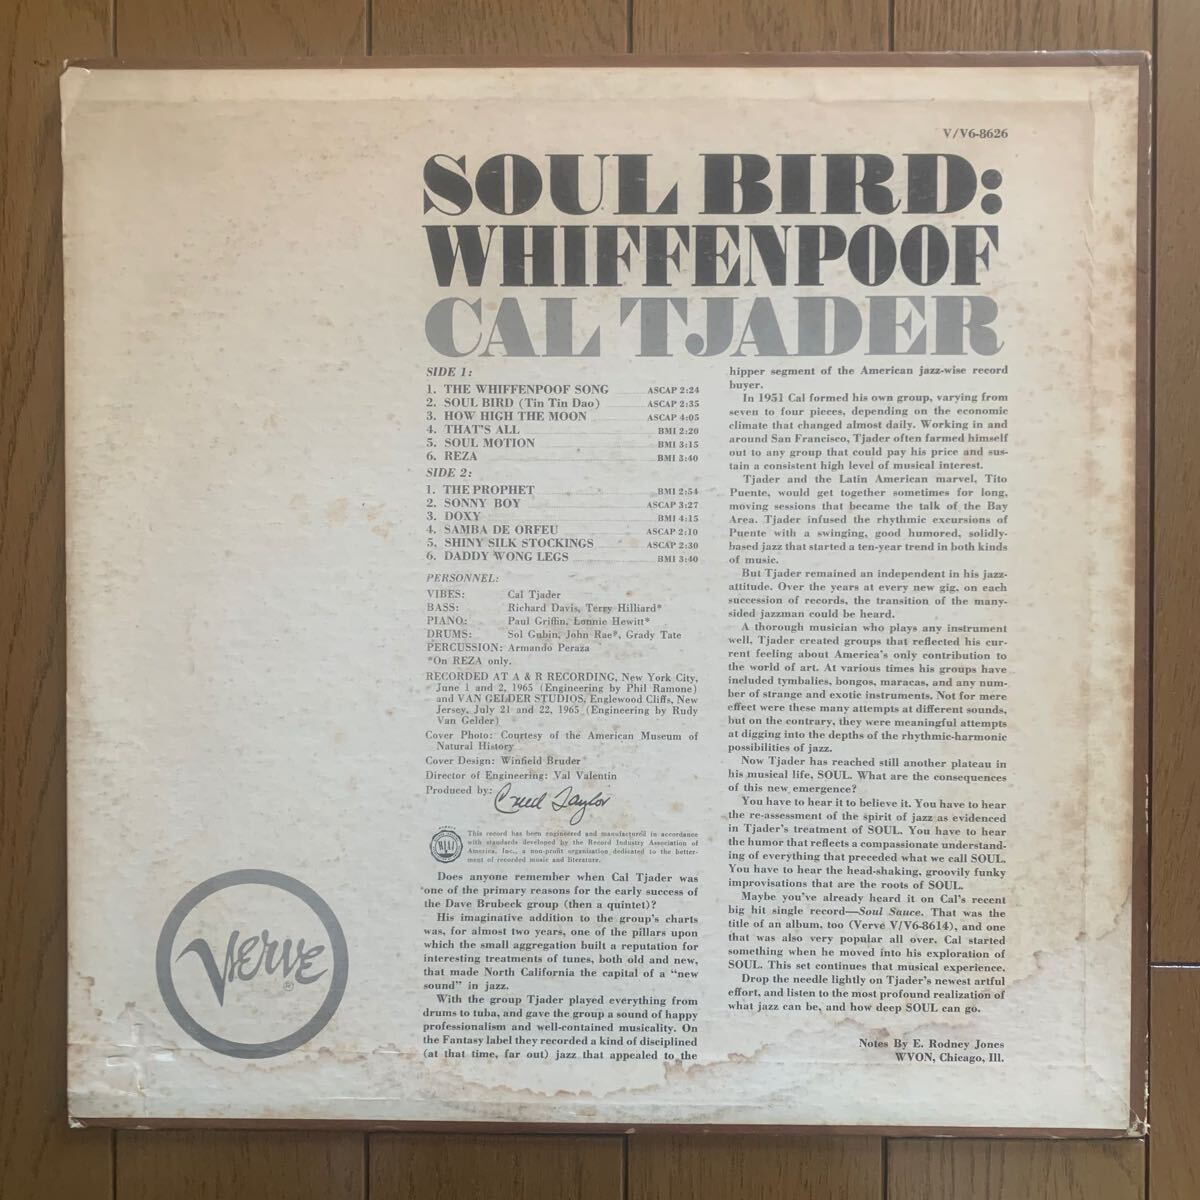 V/V6-8626
SOUL BIRD:
WHIFFENPOOF
CAL TJADER
SIDE 1:
1. THE WHIFFENPOOF SONG ASCAP 2:24
2. SOUL BIRD (Tin Tin Dao) ASCAP 2:35
3. HOW HIGH THE MOON ASCAP 4:05
4. THAT'S ALL BMI 2:20
5. SOUL MOTION BMI 3:15
6. REZA BMI 3:40
SIDE 2:
1. THE PROPHET BMI 2:54
2. SONNY BOY ASCAP 3:27
3. DOXY BMI 4:15
4. SAMBA DE ORFEU ASCAP 2:10
5. SHINY SILK STOCKINGS ASCAP 2:30
6. DADDY WONG LEGS BMI 3:40
PERSONNEL:
VIBES: Cal Tjader
BASS: Richard Davis, Terry Hilliard*
PIANO: Paul Griffin, Lonnie Hewitt*
DRUMS: Sol Gubin, John Rae*, Grady Tate
PERCUSSION: Armando Peraza
*On REZA only.
RECORDED AT A & R RECORDING, New York City,
June 1 and 2, 1965 (Engineering by Phil Ramone)
and VAN GELDER STUDIOS, Englewood Cliffs, New
Jersey, July 21 and 22, 1965 (Engineering by Rudy
Van Gelder)
Cover Photo: Courtesy of the American Museum of
Natural History
Cover Design: Winfield Bruder
Director of Engineering: Val Valentin
Produced by: Creed Taylor
This record has been engineered and manufactured in accordance
with standards developed by the Record Industry Association of
America, Inc., a non-profit organization dedicated to the better-
ment of recorded music and literature.
Does anyone remember when Cal Tjader was
one of the primary reasons for the early success of
the Dave Brubeck group (then a quintet)?
His imaginative addition to the group's charts
was, for almost two years, one of the pillars upon
which the small aggregation built a reputation for
interesting treatments of tunes, both old and new,
that made North California the capital of a "new
sound" in jazz.
With the group Tjader played everything from
drums to tuba, and gave the group a sound of happy
professionalism and well-contained musicality. On
the Fantasy label they recorded a kind of disciplined
(at that time, far out) jazz that appealed to the
hipper segment of the American jazz-wise record
buyer.
In 1951 Cal formed his own group, varying from
seven to four pieces, depending on the economic
climate that changed almost daily. Working in and
around San Francisco, Tjader often farmed himself
out to any group that could pay his price and sus-
tain a consistent high level of musical interest.
Tjader and the Latin American marvel, Tito
Puente, would get together sometimes for long,
moving sessions that became the talk of the Bay
Area. Tjader infused the rhythmic excursions of
Puente with a swinging, good humored, solidly-
based jazz that started a ten-year trend in both kinds
of music.
But Tjader remained an independent in his jazz-
attitude. Over the years at every new gig, on each
succession of records, the transition of the many-
sided jazzman could be heard.
A thorough musician who plays any instrument
well, Tjader created groups that reflected his cur-
rent feeling about America's only contribution to
the world of art. At various times his groups have
included tymbalies, bongos, maracas, and any num-
ber of strange and exotic instruments. Not for mere
effect were these many attempts at different sounds,
but on the contrary, they were meaningful attempts
at digging into the depths of the rhythmic-harmonic
possibilities of jazz.
Now Tjader has reached still another plateau in
his musical life, SOUL. What are the consequences
of this new emergence?
You have to hear it to believe it. You have to hear
the re-assessment of the spirit of jazz as evidenced
in Tjader's treatment of SOUL. You have to hear
the humor that reflects a compassionate understand-
ing of everything that preceded what we call SOUL.
You have to hear the head-shaking, groovily funky
improvisations that are the roots of SOUL.
Maybe you've already heard it on Cal's recent
big hit single record—Soul Sauce. That was the
title of an album, too (Verve V/V6-8614), and one
that was also very popular all over. Cal started
something when he moved into his exploration of
SOUL. This set continues that musical experience.
Drop the needle lightly on Tjader's newest artful
effort, and listen to the most profound realization of
what jazz can be, and how deep SOUL can go.
Notes By E. Rodney Jones
WVON, Chicago, Ill.
VERVE ®